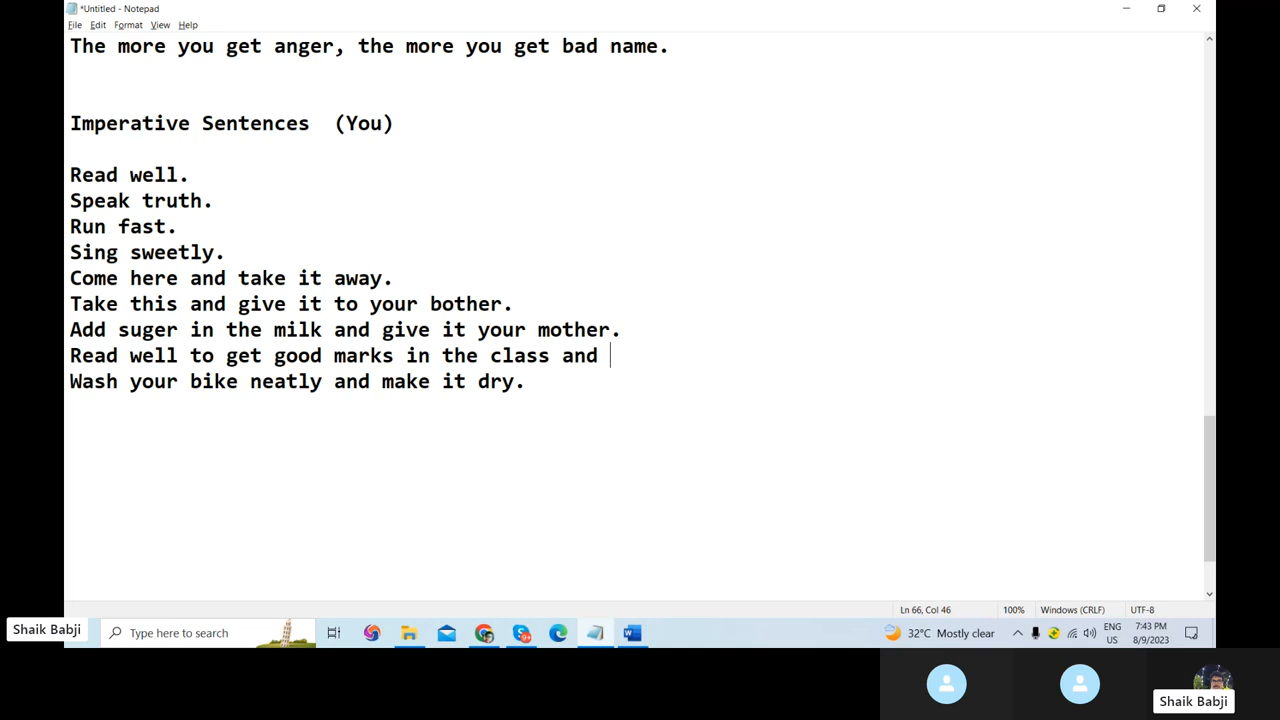 *Untitled - Notepad
File Edit Format View Help
The more you get anger, the more you get bad name.
Imperative Sentences (You)
Read well.
Speak truth.
Run fast.
Sing sweetly.
Come here and take it away.
Take this and give it to your bother.
Add suger in the milk and give it your mother.
Read well to get good marks in the class and
Wash your bike neatly and make it dry.
Ln 66, Col 46 100% Windows (CRLF) UTF-8
Shaik Babji
Type here to search
32°C Mostly clear
ENG
US
7:43 PM
8/9/2023
Shaik Babji